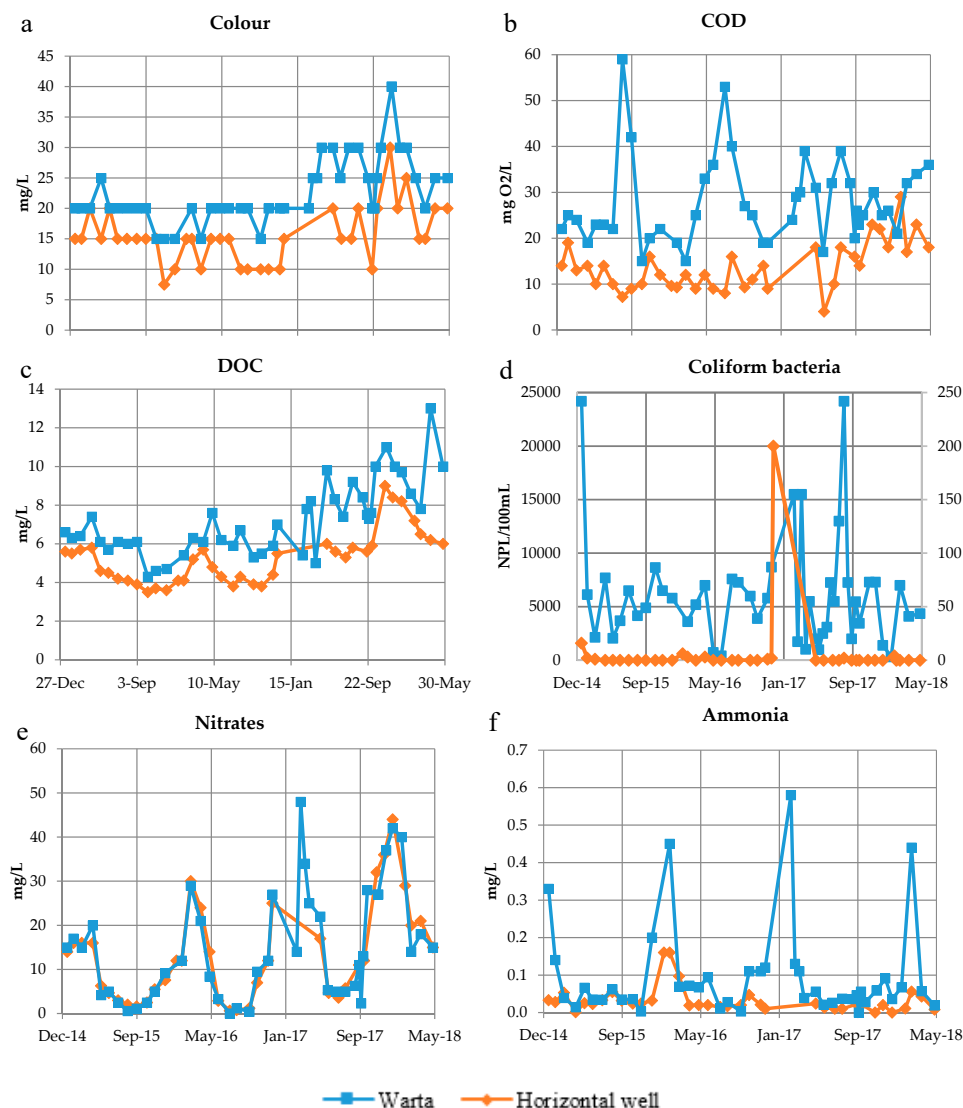 a
Colour
45
40
35
30
25
20
15
10
5
0
mg/L
b
COD
60
50
40
30
20
10
0
mg O2/L
c
DOC
14
12
10
8
6
4
2
0
mg/L
27-Dec 3-Sep 10-May 15-Jan 22-Sep 30-May
d
Coliform bacteria
25000 250
20000 200
15000 150
10000 100
5000 50
0 0
NPL/100mL
Dec-14 Sep-15 May-16 Jan-17 Sep-17 May-18
e
Nitrates
60
50
40
30
20
10
0
mg/L
Dec-14 Sep-15 May-16 Jan-17 Sep-17 May-18
f
Ammonia
0.7
0.6
0.5
0.4
0.3
0.2
0.1
0.0
mg/L
Dec-14 Sep-15 May-16 Jan-17 Sep-17 May-18
Warta Horizontal well